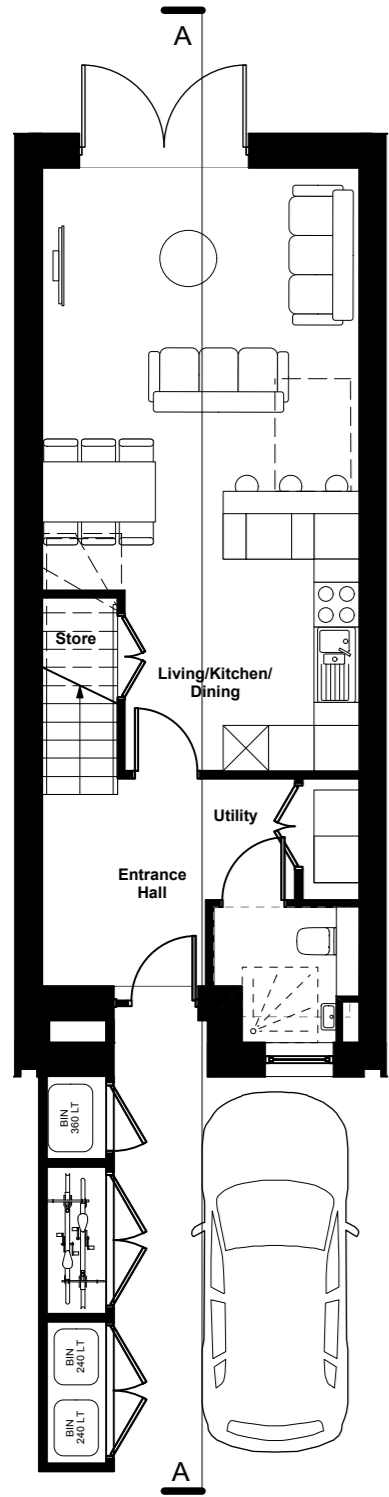 A
Store
Living/Kitchen/
Dining
Utility
Entrance
Hall
BIN
360 LT
BIN
240 LT
BIN
240 LT
A